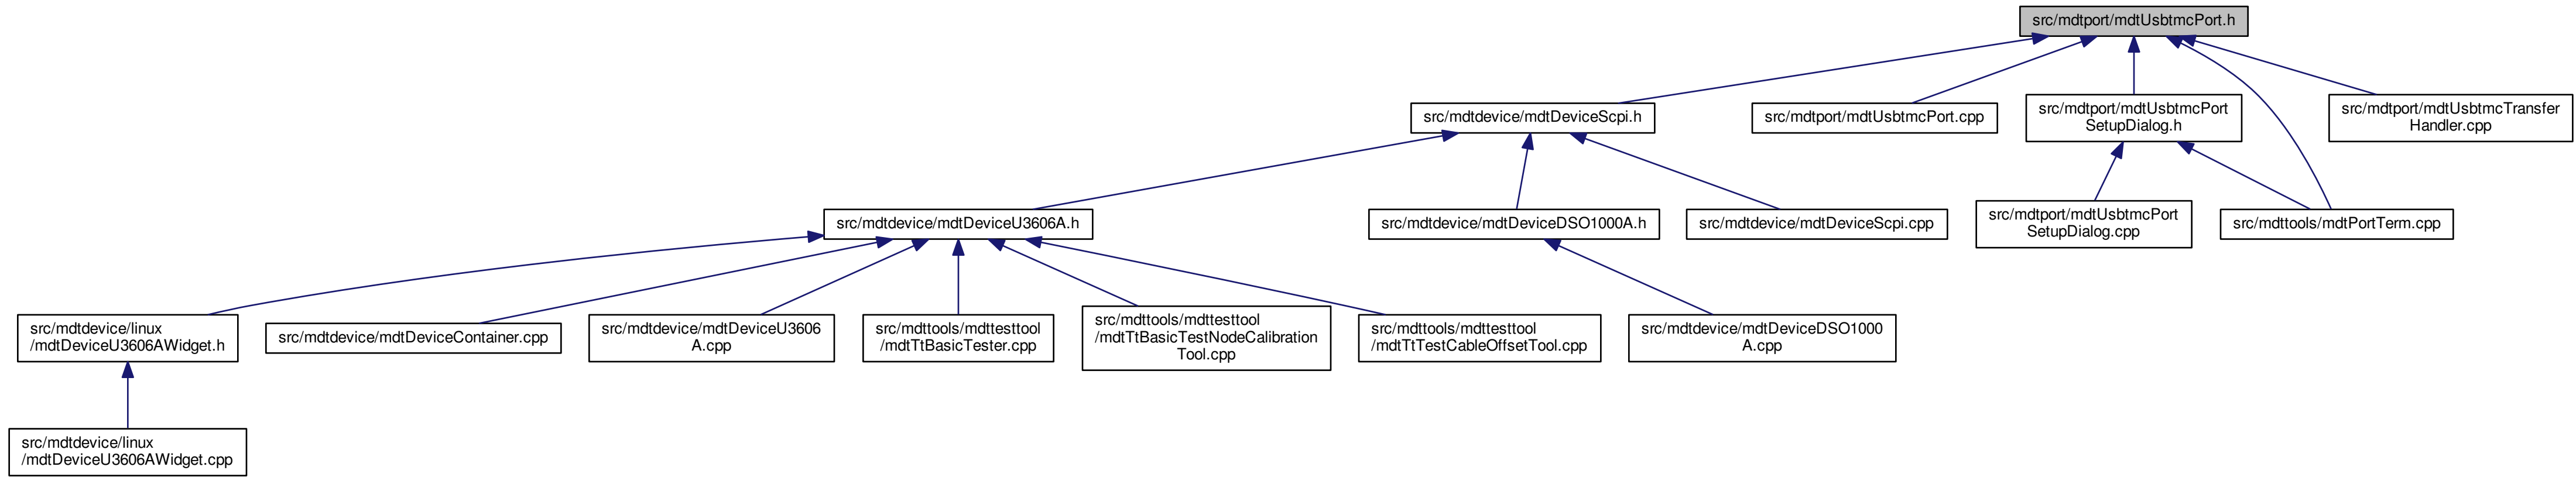 src/mdtport/mdtUsbtmcPort.h
src/mdtdevice/mdtDeviceScpi.h
src/mdtport/mdtUsbtmcPort.cpp
src/mdtport/mdtUsbtmcPort
SetupDialog.h
src/mdtport/mdtUsbtmcTransfer
Handler.cpp
src/mdtdevice/mdtDeviceU3606A.h
src/mdtdevice/mdtDeviceDSO1000A.h
src/mdtdevice/mdtDeviceScpi.cpp
src/mdtport/mdtUsbtmcPort
SetupDialog.cpp
src/mdttools/mdtPortTerm.cpp
src/mdtdevice/linux
/mdtDeviceU3606AWidget.h
src/mdtdevice/mdtDeviceContainer.cpp
src/mdtdevice/mdtDeviceU3606
A.cpp
src/mdttools/mdttesttool
/mdtTtBasicTester.cpp
src/mdttools/mdttesttool
/mdtTtBasicTestNodeCalibration
Tool.cpp
src/mdttools/mdttesttool
/mdtTtTestCableOffsetTool.cpp
src/mdtdevice/mdtDeviceDSO1000
A.cpp
src/mdtdevice/linux
/mdtDeviceU3606AWidget.cpp